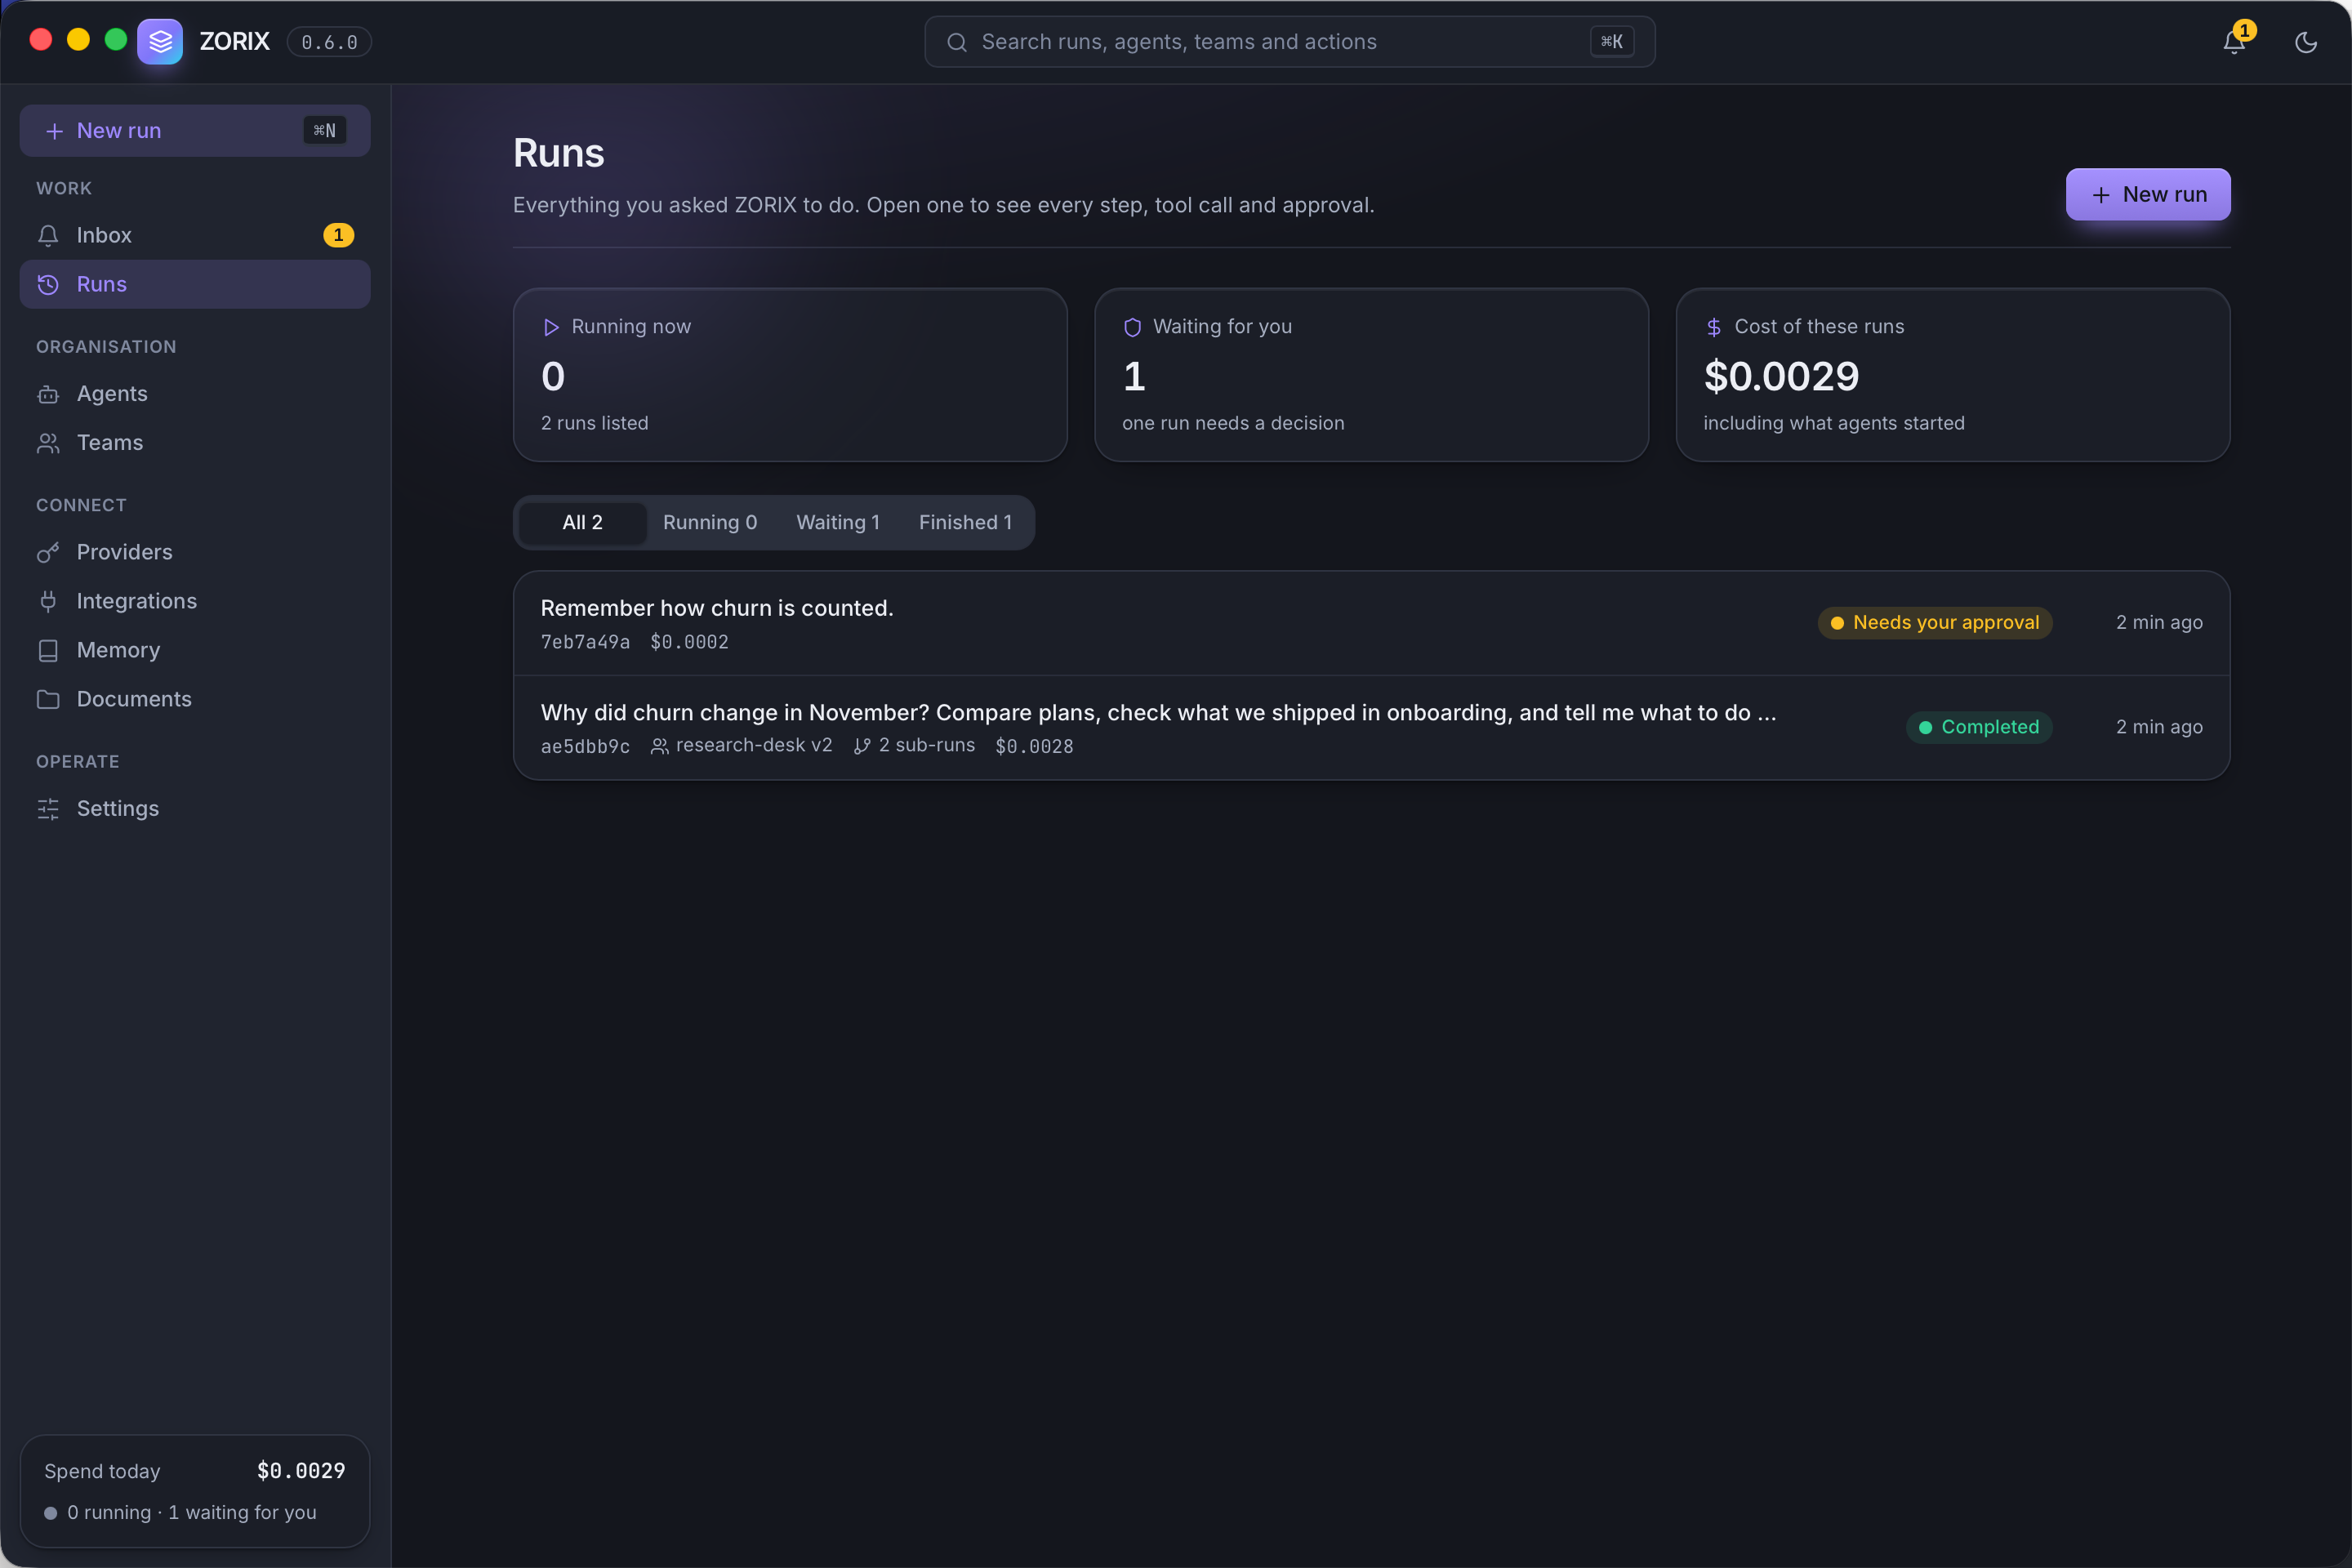 ZORIX 0.6.0
Search runs, agents, teams and actions ⌘K
1
New run ⌘N
WORK
Inbox 1
Runs
ORGANISATION
Agents
Teams
CONNECT
Providers
Integrations
Memory
Documents
OPERATE
Settings
Spend today $0.0029
0 running · 1 waiting for you
Runs
Everything you asked ZORIX to do. Open one to see every step, tool call and approval.
New run
Running now
0
2 runs listed
Waiting for you
1
one run needs a decision
Cost of these runs
$0.0029
including what agents started
All 2 Running 0 Waiting 1 Finished 1
Remember how churn is counted.
7eb7a49a $0.0002
Needs your approval 2 min ago
Why did churn change in November? Compare plans, check what we shipped in onboarding, and tell me what to do ...
ae5dbb9c research-desk v2 2 sub-runs $0.0028
Completed 2 min ago